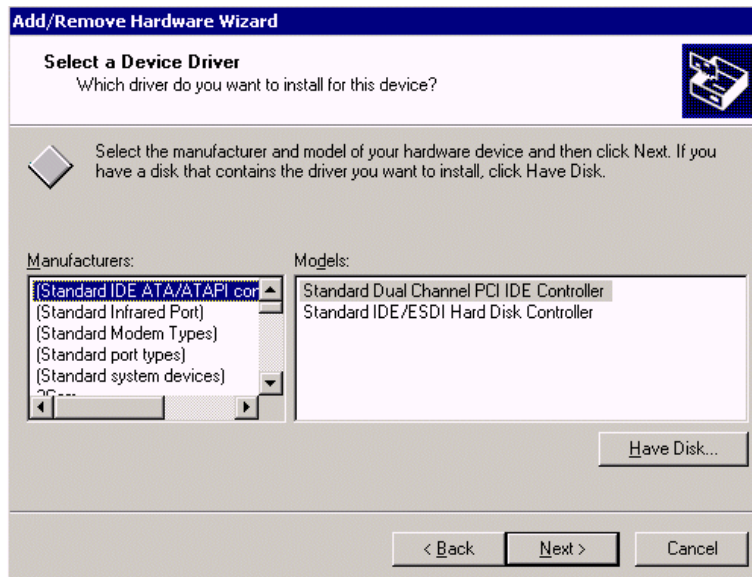 Add/Remove Hardware Wizard
Select a Device Driver
Which driver do you want to install for this device?
Select the manufacturer and model of your hardware device and then click Next. If you
have a disk that contains the driver you want to install, click Have Disk.
Manufacturers:
(Standard IDE ATA/ATAPI con
(Standard Infrared Port)
(Standard Modem Types)
(Standard port types)
(Standard system devices)
Models:
Standard Dual Channel PCI IDE Controller
Standard IDE/ESDI Hard Disk Controller
Have Disk...
< Back
Next >
Cancel